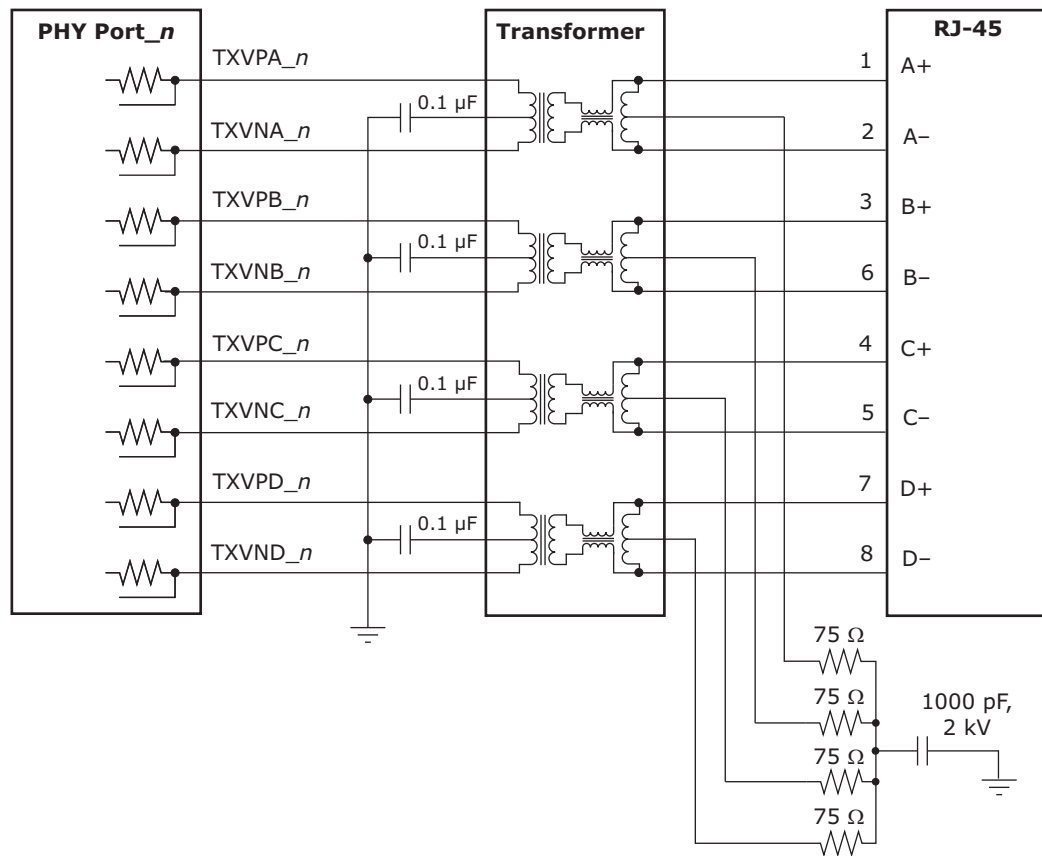 PHY Port_n
Transformer
RJ-45
TXVPA_n
1
A+
0.1 µF
TXVNA_n
2
A–
TXVPB_n
3
B+
0.1 µF
TXVNB_n
6
B–
TXVPC_n
4
C+
0.1 µF
TXVNC_n
5
C–
TXVPD_n
7
D+
0.1 µF
TXVND_n
8
D–
75 Ω
75 Ω
1000 pF,
2 kV
75 Ω
75 Ω